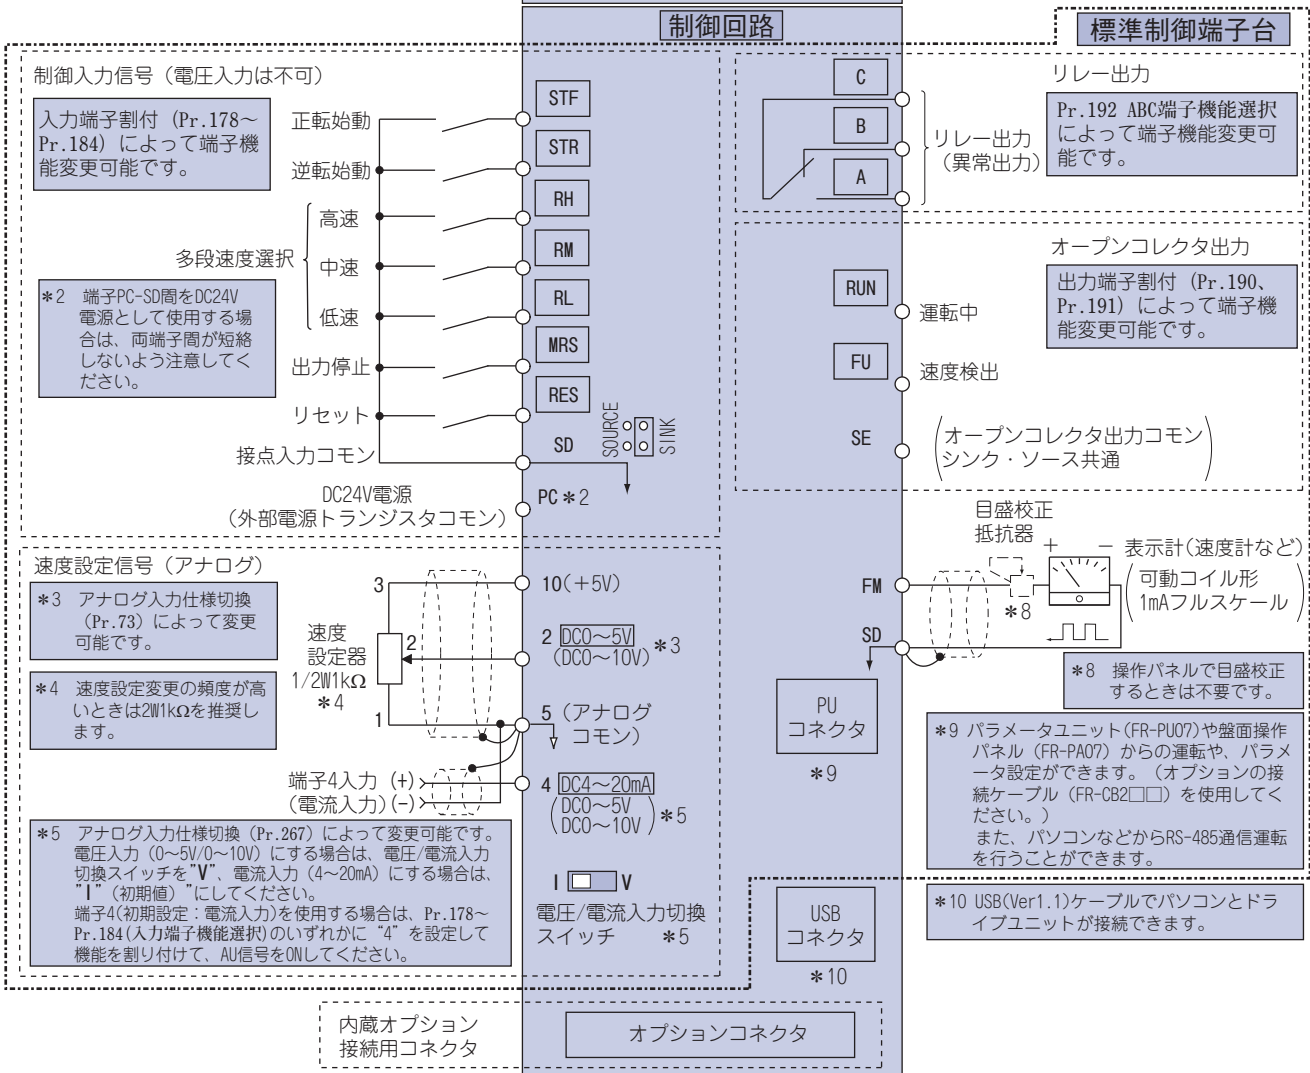 制御回路
標準制御端子台
制御入力信号（電圧入力は不可）
入力端子割付（Pr.178～
Pr.184）によって端子機
能変更可能です。
正転始動
逆転始動
多段速度選択
高速
中速
低速
出力停止
リセット
接点入力コモン
DC24V電源
（外部電源トランジスタコモン）
＊2 端子PC-SD間をDC24V
電源として使用する場
合は、両端子間が短絡
しないよう注意してく
ださい。
STF
STR
RH
RM
RL
MRS
RES
SD
SOURCE
SINK
PC＊2
リレー出力
C
B
A
リレー出力
（異常出力）
Pr.192 ABC端子機能選択
によって端子機能変更可
能です。
オープンコレクタ出力
出力端子割付（Pr.190、
Pr.191）によって端子機
能変更可能です。
RUN
運転中
FU
速度検出
SE
（オープンコレクタ出力コモン
シンク・ソース共通）
速度設定信号（アナログ）
＊3 アナログ入力仕様切換
（Pr.73）によって変更
可能です。
＊4 速度設定変更の頻度が高
いときは2W1kΩを推奨し
ます。
速度
設定器
1/2W1kΩ
＊4
3
2
1
10(＋5V)
2 DC0～5V
(DC0～10V) ＊3
5 （アナログ
コモン）
端子4入力 (+)
（電流入力）(-)
4 DC4～20mA
（DC0～5V
DC0～10V）＊5
＊5 アナログ入力仕様切換（Pr.267）によって変更可能です。
電圧入力（0～5V/0～10V）にする場合は、電圧/電流入力
切換スイッチを"V"、電流入力（4～20mA）にする場合は、
"I"（初期値）"にしてください。
端子4(初期設定：電流入力)を使用する場合は、Pr.178～
Pr.184(入力端子機能選択)のいずれかに "4" を設定して
機能を割り付けて、AU信号をONしてください。
I V
電圧/電流入力切換
スイッチ ＊5
目盛校正
抵抗器
+ −
表示計(速度計など)
（可動コイル形
1mAフルスケール）
FM
＊8
SD
＊8 操作パネルで目盛校正
するときは不要です。
PU
コネクタ
＊9
＊9 パラメータユニット(FR-PU07)や盤面操作
パネル（FR-PA07）からの運転や、パラメ
ータ設定ができます。（オプションの接
続ケーブル（FR-CB2□□）を使用してく
ださい。）
また、パソコンなどからRS-485通信運転
を行うことができます。
USB
コネクタ
＊10
＊10 USB(Ver1.1)ケーブルでパソコンとドラ
イブユニットが接続できます。
内蔵オプション
接続用コネクタ
オプションコネクタ